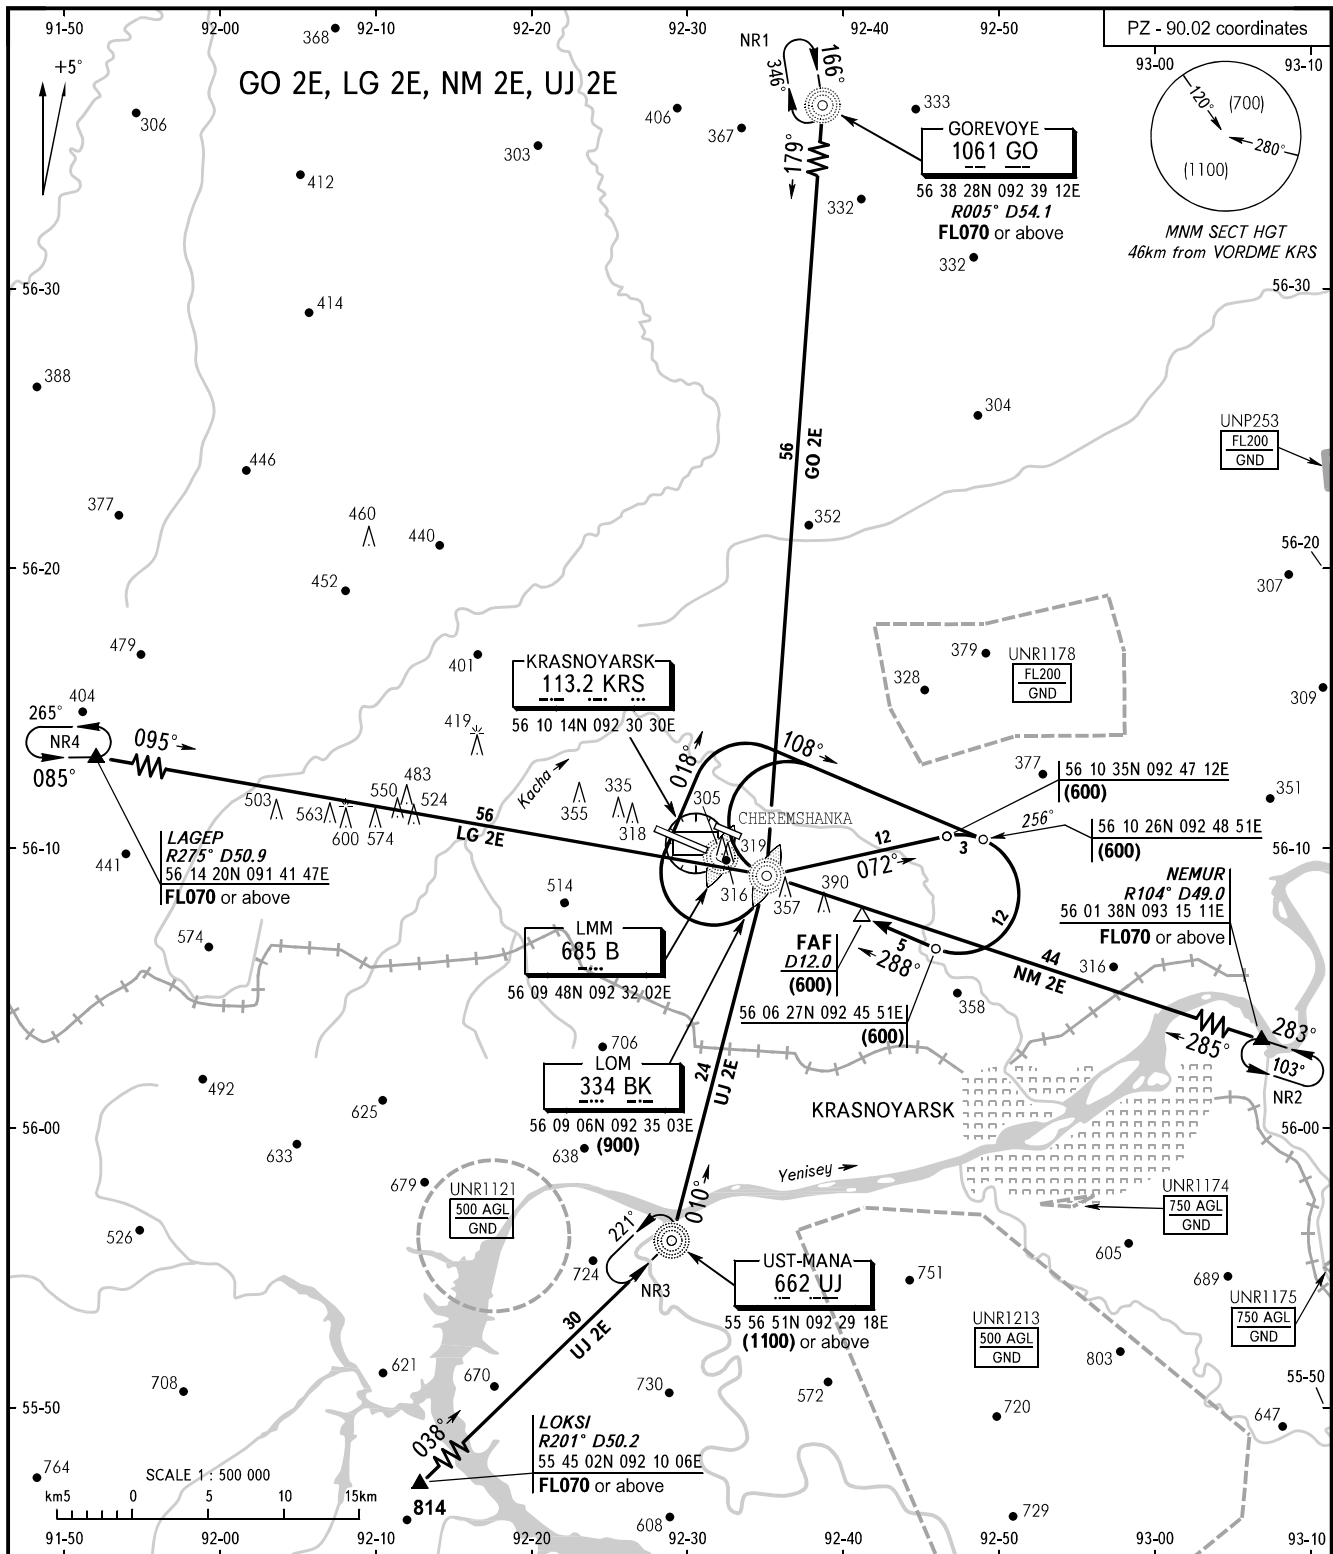 91-50
92-00
92-10
92-20
92-30
92-40
92-50
PZ - 90.02 coordinates
93-00
93-10
+5°
GO 2E, LG 2E, NM 2E, UJ 2E
368
NR1
346°
166°
306
406
367
333
303
412
GOREVOYE
1061 GO
56 38 28N 092 39 12E
R005° D54.1
FL070 or above
179°
332
332
120°
(700)
280°
(1100)
MNM SECT HGT
46km from VORDME KRS
56-30
56-30
414
388
304
56
GO 2E
UNP253
FL200
GND
446
377
460
440
352
56-20
56-20
452
307
479
401
379
UNR1178
FL200
GND
328
309
KRASNOYARSK
113.2 KRS
56 10 14N 092 30 30E
404
265°
NR4
085°
095°
419
018°
108°
377
56 10 35N 092 47 12E
(600)
351
503
563
600
550
574
483
524
Kacha
355
335
318
305
CHEREMSHANKA
319
316
56
LG 2E
12
072°
3
256°
56 10 26N 092 48 51E
(600)
56-10
56-10
LAGEP
R275° D50.9
56 14 20N 091 41 47E
FL070 or above
441
514
357
390
NEMUR
R104° D49.0
56 01 38N 093 15 11E
FL070 or above
12
574
LMM
685 B
56 09 48N 092 32 02E
FAF
D12.0
(600)
5
288°
44
NM 2E
316
56 06 27N 092 45 51E
(600)
358
706
LOM
334 BK
56 09 06N 092 35 03E
(900)
24
UJ 2E
285°
283°
103°
NR2
492
625
KRASNOYARSK
56-00
56-00
633
638
679
UNR1121
500 AGL
GND
Yenisey
UNR1174
750 AGL
GND
010°
221°
526
605
724
NR3
UST-MANA
662 UJ
55 56 51N 092 29 18E
(1100) or above
751
689
UNR1175
750 AGL
GND
UNR1213
500 AGL
GND
30
UJ 2E
803
621
670
708
730
572
55-50
55-50
720
647
038°
LOKSI
R201° D50.2
55 45 02N 092 10 06E
FL070 or above
764
SCALE 1 : 500 000
km5
0
5
10
15km
814
608
729
91-50
92-00
92-10
92-20
92-30
92-40
92-50
93-00
93-10